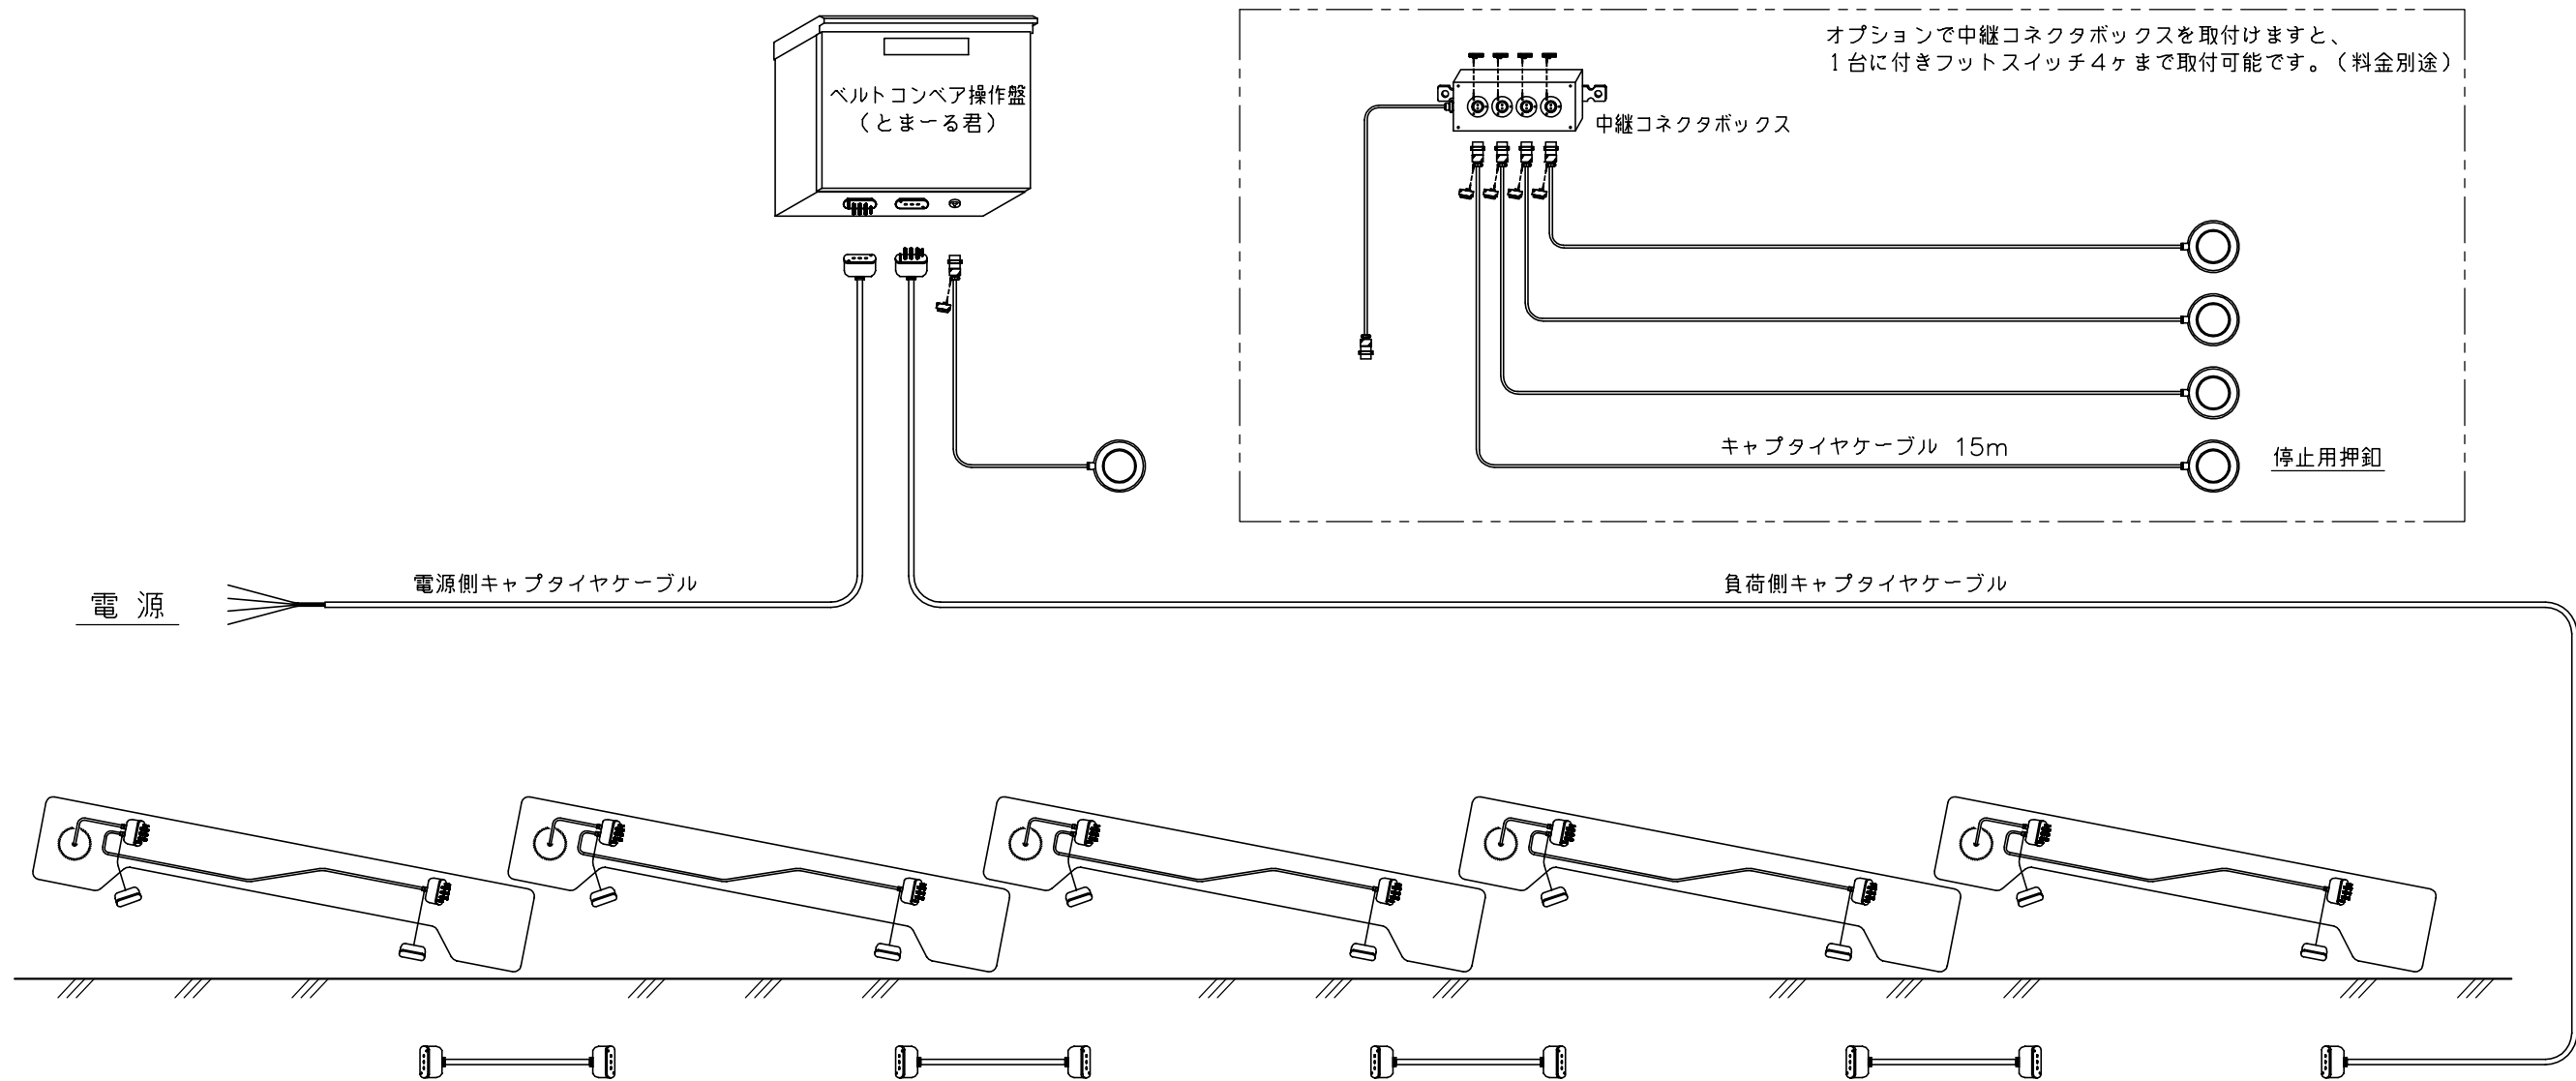 オプションで中継コネクタボックスを取付けますと、
1台に付きフットスイッチ4ヶまで取付可能です。（料金別途）
ベルトコンベア操作盤
（とまーる君）
中継コネクタボックス
キャプタイヤケーブル 15m
停止用押釦
電源側キャプタイヤケーブル
負荷側キャプタイヤケーブル
電 源